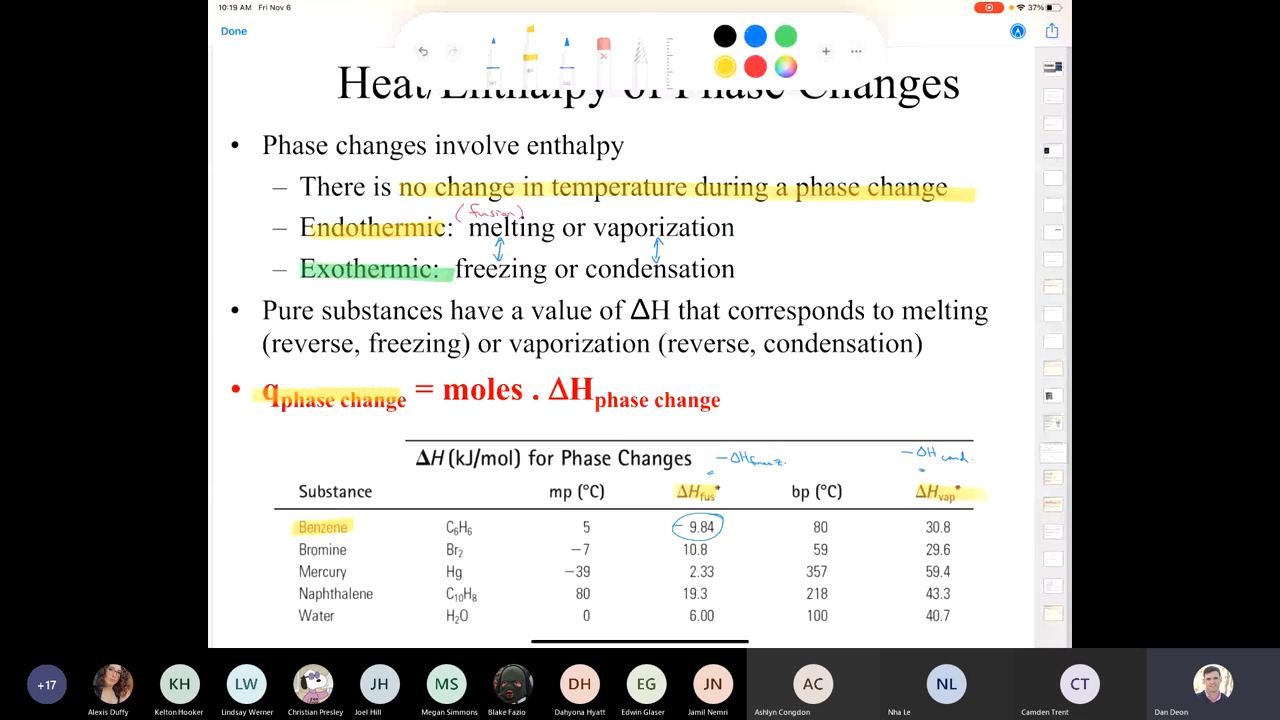 10:19 AM Fri Nov 6
37%
Done
Heat/Enthalpy of Phase Changes
• Phase changes involve enthalpy
– There is no change in temperature during a phase change
(fusion)
– Endothermic: melting or vaporization
– Exothermic: freezing or condensation
• Pure substances have a value of ΔH that corresponds to melting
(reverse, freezing) or vaporization (reverse, condensation)
• qphase change = moles . ΔHphase change
ΔH (kJ/mol) for Phase Changes
−ΔHfreez. −ΔHcond.
Substance mp (°C) ΔHfus* bp (°C) ΔHvap*
Benzene C6H6 5 − 9.84 80 30.8
Bromine Br2 −7 10.8 59 29.6
Mercury Hg −39 2.33 357 59.4
Naphthalene C10H8 80 19.3 218 43.3
Water H2O 0 6.00 100 40.7
+17 KH LW JH MS DH EG JN AC NL CT
Alexis Duffy Kelton Hooker Lindsay Werner Christian Presley Joel Hill Megan Simmons Blake Fazio Dahyona Hyatt Edwin Glaser Jamil Nemri Ashlyn Congdon Nha Le Camden Trent Dan Deon